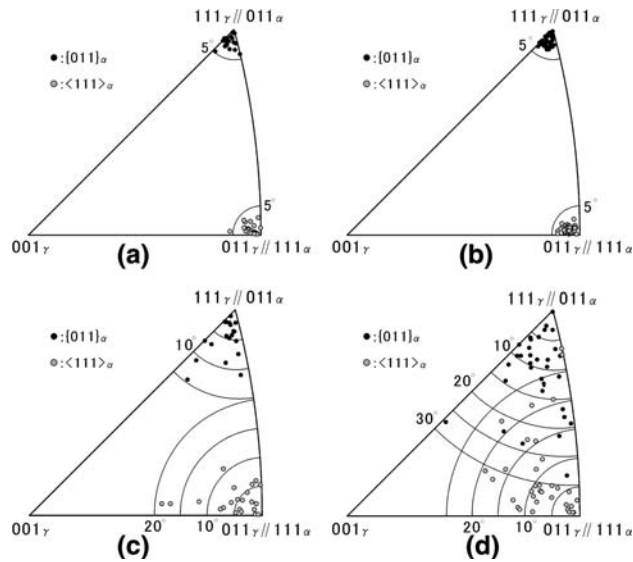 111γ // 011α
5°
●:{011}α
◎:<111>α
5°
001γ
011γ // 111α
(a)
111γ // 011α
5°
●:{011}α
◎:<111>α
5°
001γ
011γ // 111α
(b)
111γ // 011α
●:{011}α
◎:<111>α
10°
001γ
20°
10°
011γ // 111α
(c)
111γ // 011α
●:{011}α
◎:<111>α
10°
20°
30°
001γ
20°
10°
011γ // 111α
(d)